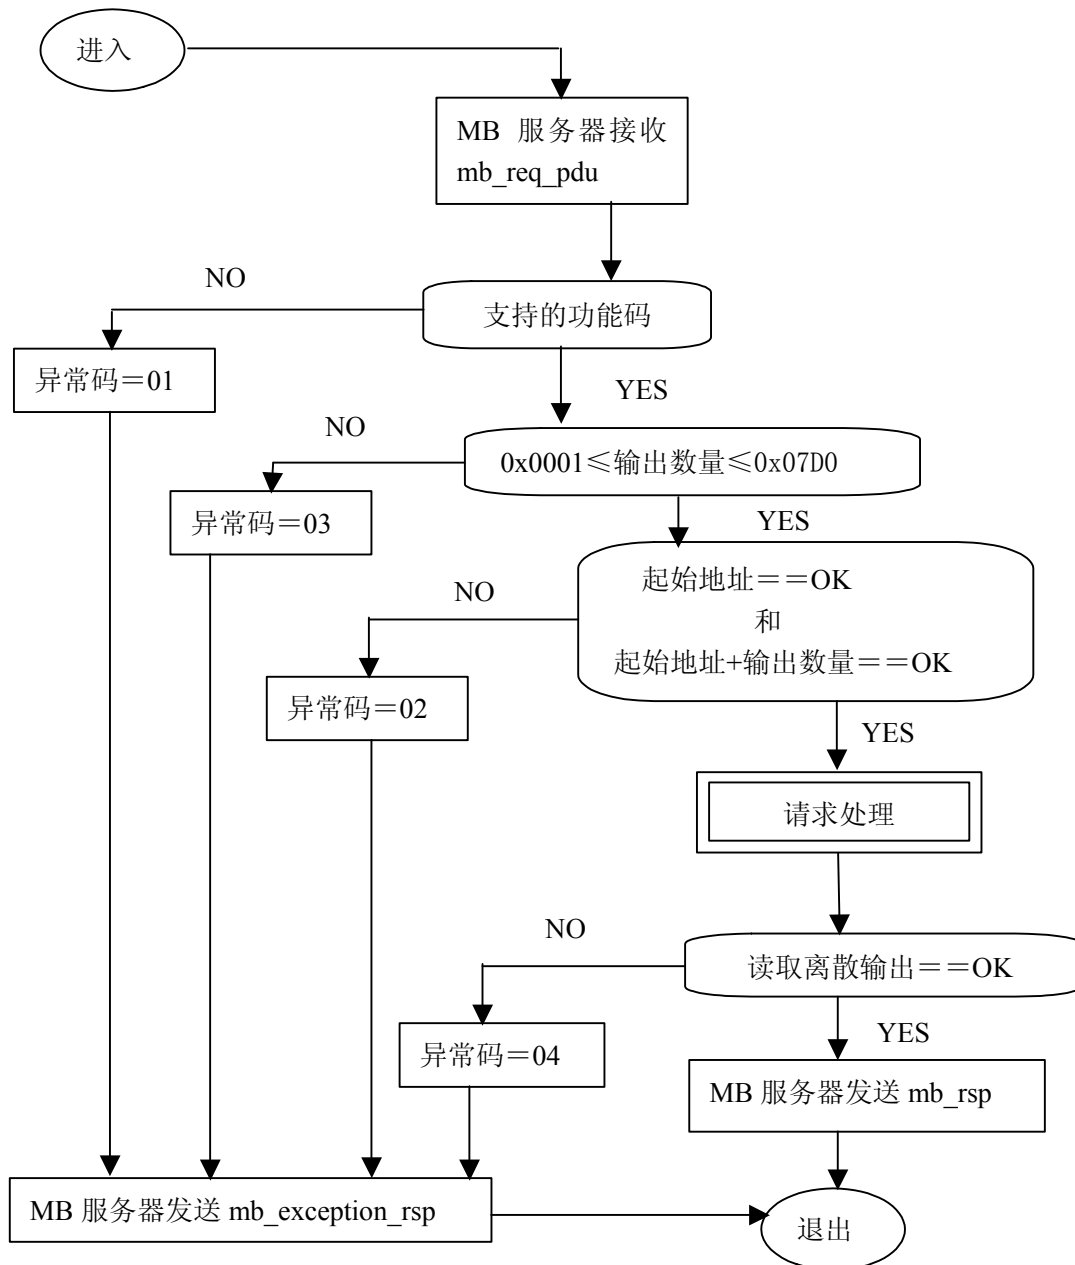 进入
MB 服务器接收
mb_req_pdu
NO
支持的功能码
异常码＝01
YES
NO
0x0001≤输出数量≤0x07D0
异常码＝03
YES
起始地址＝＝OK
NO
和
起始地址+输出数量＝＝OK
异常码＝02
YES
请求处理
NO
读取离散输出＝＝OK
YES
异常码＝04
MB 服务器发送 mb_rsp
MB 服务器发送 mb_exception_rsp
退出